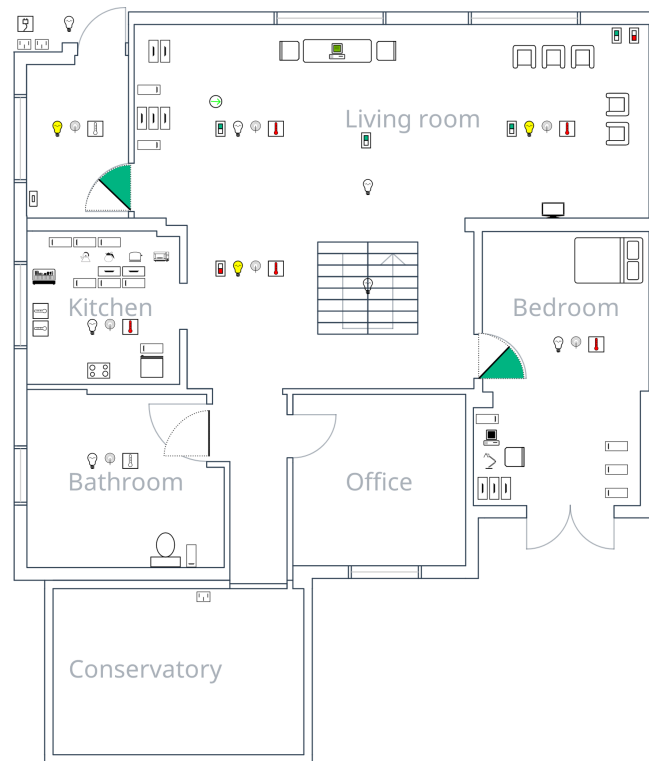 Living room
Kitchen
Bedroom
Bathroom
Office
Conservatory